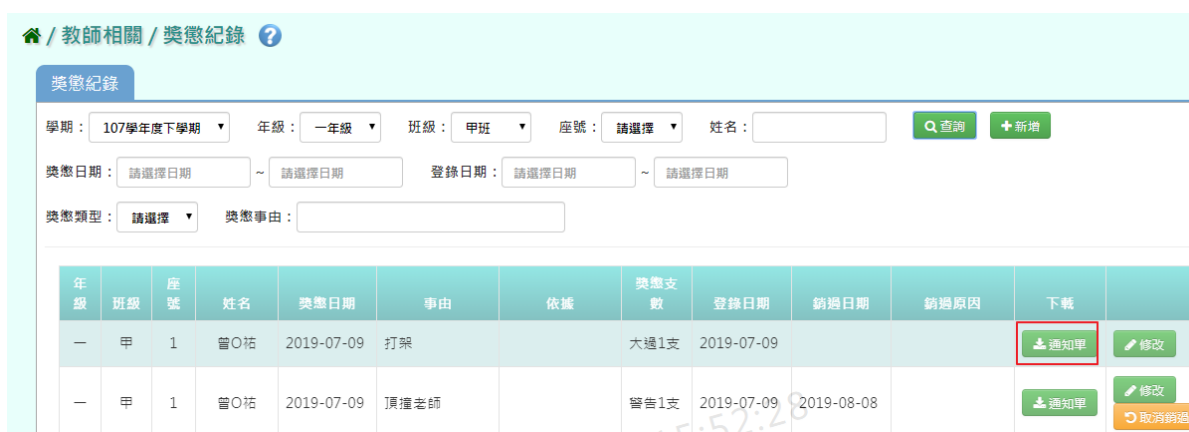 / 教師相關 / 獎懲紀錄 ?
獎懲紀錄
學期： 107學年度下學期 年級： 一年級 班級： 甲班 座號： 請選擇 姓名： 查詢 新增
獎懲日期： 請選擇日期 ~ 請選擇日期 登錄日期： 請選擇日期 ~ 請選擇日期
獎懲類型： 請選擇 獎懲事由：
年級 班級 座號 姓名 獎懲日期 事由 依據 獎懲支數 登錄日期 銷過日期 銷過原因 下載
一 甲 1 曾O祐 2019-07-09 打架 大過1支 2019-07-09 通知單 修改
一 甲 1 曾O祐 2019-07-09 頂撞老師 警告1支 2019-07-09 2019-08-08 通知單 修改
取消銷過
15:52:28